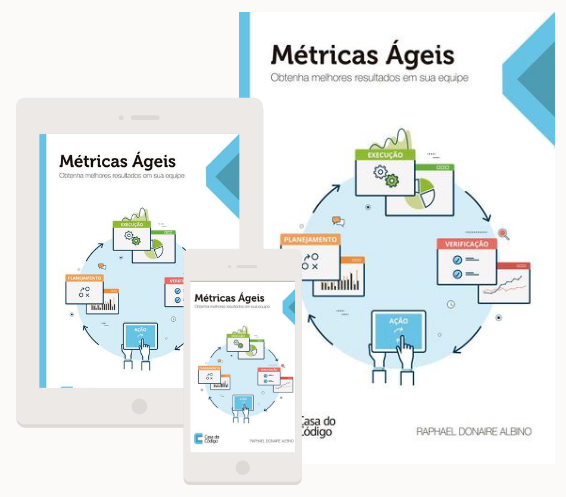 Métricas Ágeis
Obtenha melhores resultados em sua equipe
EXECUÇÃO
PLANEJAMENTO
VERIFICAÇÃO
AÇÃO
Casa do
Código
RAPHAEL DONAIRE ALBINO
Métricas Ágeis
Obtenha melhores resultados em sua equipe
EXECUÇÃO
PLANEJAMENTO
AÇÃO
Métricas Ágeis
Obtenha melhores resultados em sua equipe
Casa do
Código
RAPHAEL DONAIRE ALBINO